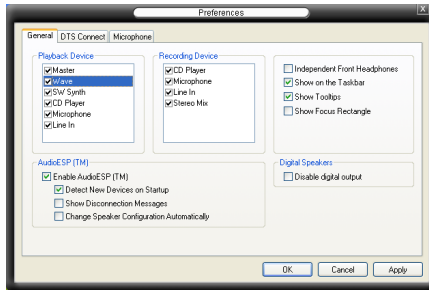 Preferences
X
General DTS Connect Microphone
Playback Device
Master
Wave
SW Synth
CD Player
Microphone
Line In
Recording Device
CD Player
Microphone
Line In
Stereo Mix
Independent Front Headphones
Show on the Taskbar
Show Tooltips
Show Focus Rectangle
AudioESP (TM)
Enable AudioESP (TM)
Detect New Devices on Startup
Show Disconnection Messages
Change Speaker Configuration Automatically
Digital Speakers
Disable digital output
OK Cancel Apply